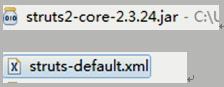 struts2-core-2.3.24.jar - C:\U
struts-default.xml